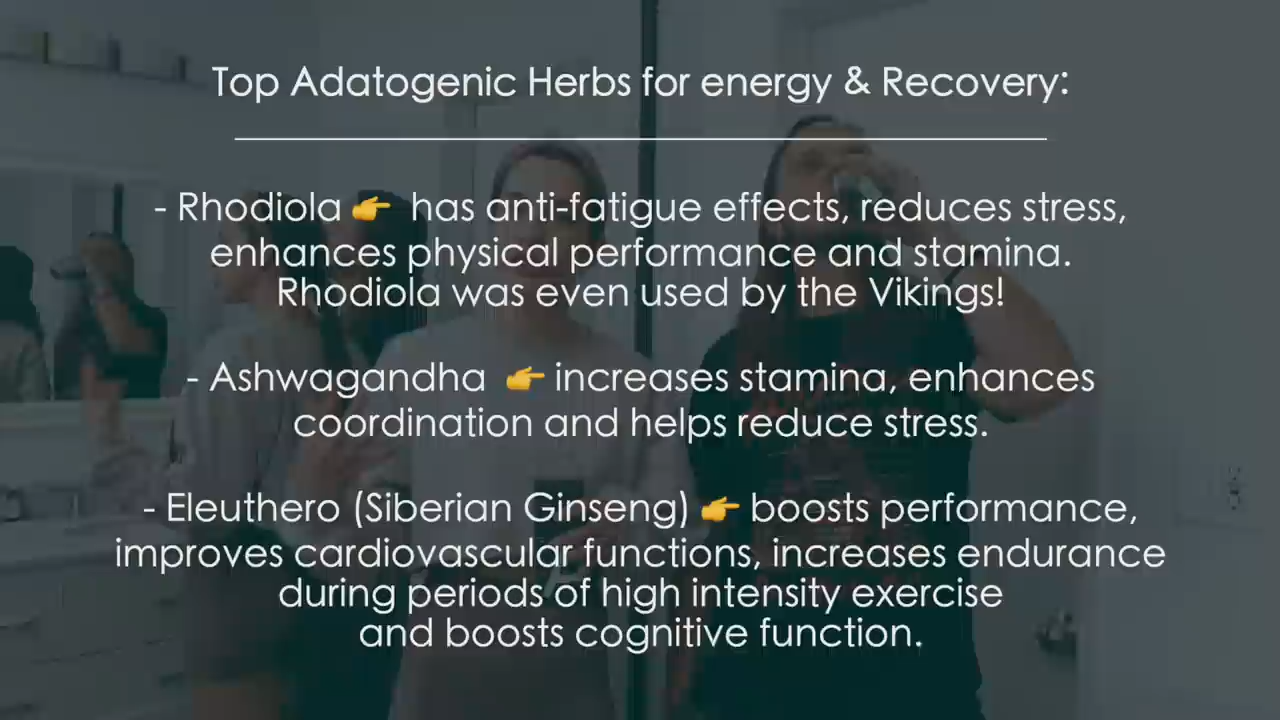 Top Adatogenic Herbs for energy & Recovery:
- Rhodiola 👉 has anti-fatigue effects, reduces stress,
enhances physical performance and stamina.
Rhodiola was even used by the Vikings!
- Ashwagandha 👉 increases stamina, enhances
coordination and helps reduce stress.
- Eleuthero (Siberian Ginseng) 👉 boosts performance,
improves cardiovascular functions, increases endurance
during periods of high intensity exercise
and boosts cognitive function.